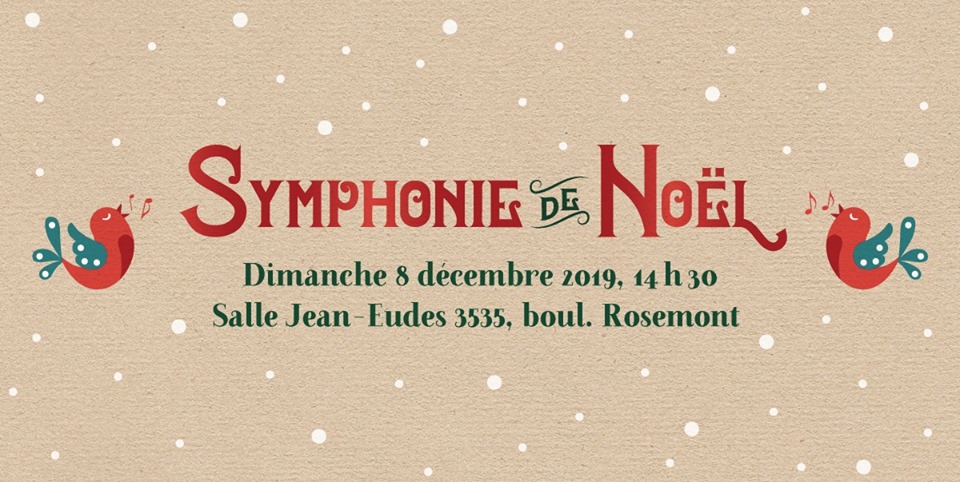 SYMPHONIE DE NOËL
Dimanche 8 décembre 2019, 14 h 30
Salle Jean-Eudes 3535, boul. Rosemont